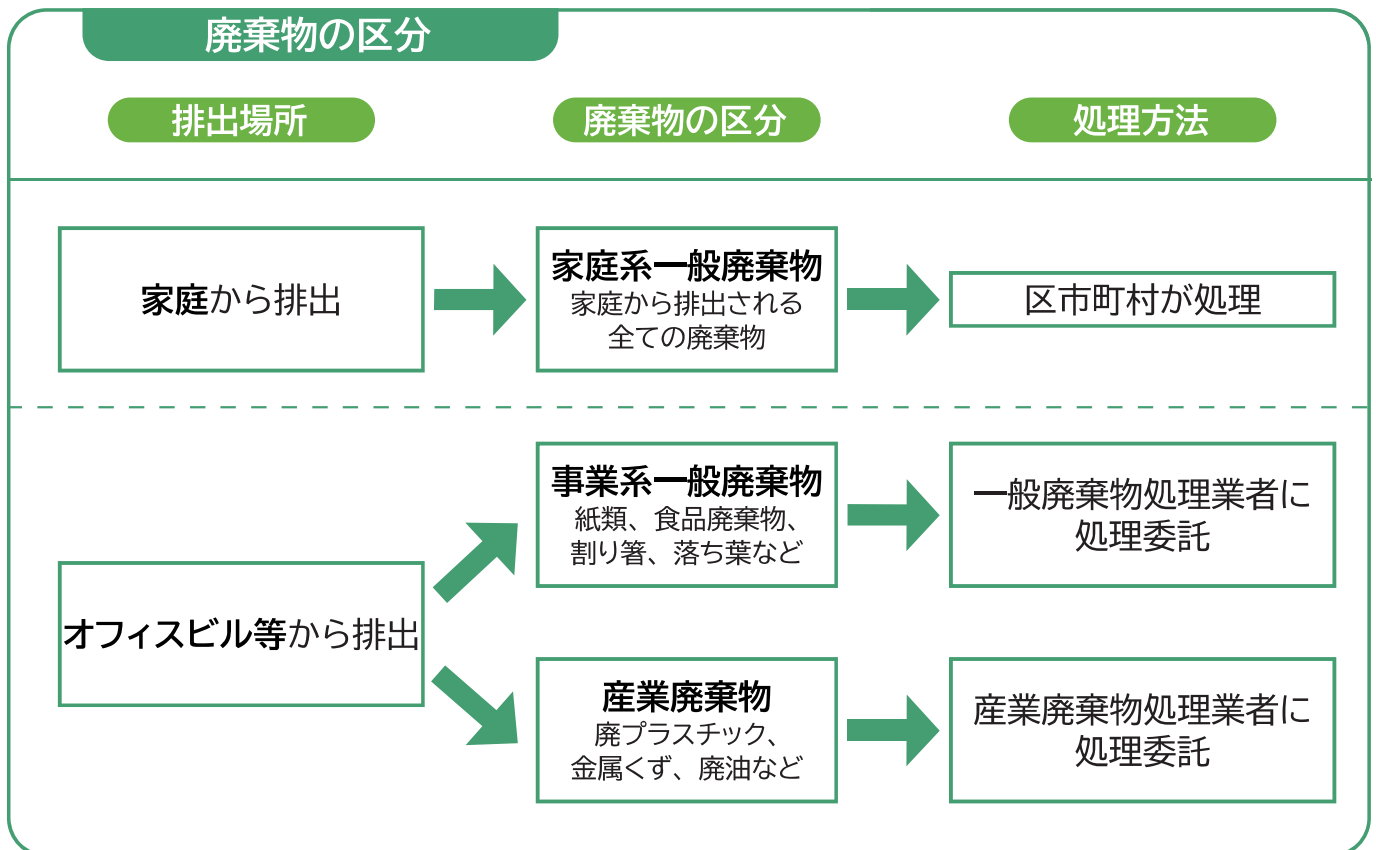 廃棄物の区分
排出場所
廃棄物の区分
処理方法
家庭から排出
家庭系一般廃棄物
家庭から排出される
全ての廃棄物
区市町村が処理
オフィスビル等から排出
事業系一般廃棄物
紙類、食品廃棄物、
割り箸、落ち葉など
一般廃棄物処理業者に
処理委託
産業廃棄物
廃プラスチック、
金属くず、廃油など
産業廃棄物処理業者に
処理委託